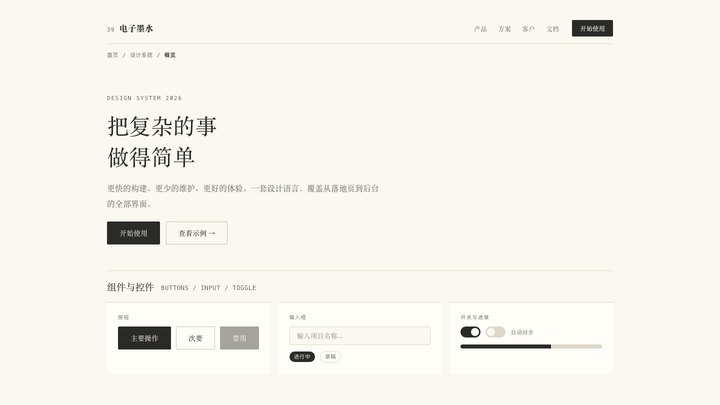 39 电子墨水
产品 方案 客户 文档 开始使用
首页 / 设计系统 / 概览
DESIGN SYSTEM 2026
把复杂的事
做得简单
更快的构建、更少的维护、更好的体验。一套设计语言，覆盖从落地页到后台
的全部界面。
开始使用 查看示例 →
组件与控件 BUTTONS / INPUT / TOGGLE
按钮
主要操作 次要 禁用
输入框
输入项目名称…
进行中 草稿
开关与进度
自动同步